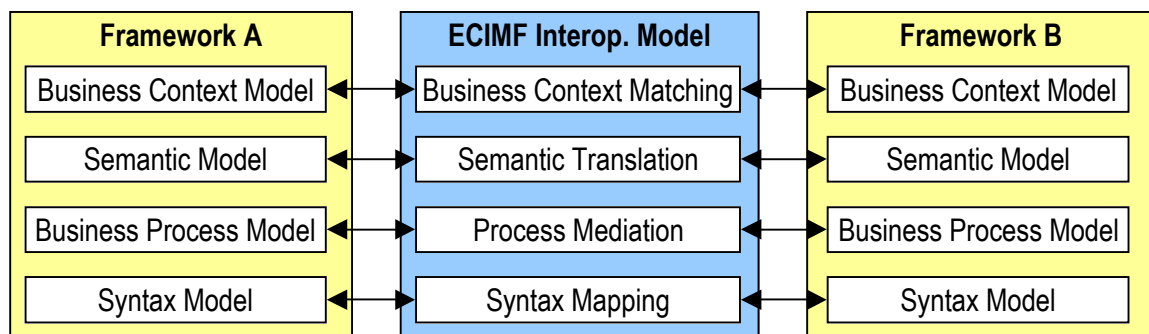 Framework A
Business Context Model
Semantic Model
Business Process Model
Syntax Model
ECIMF Interop. Model
Business Context Matching
Semantic Translation
Process Mediation
Syntax Mapping
Framework B
Business Context Model
Semantic Model
Business Process Model
Syntax Model